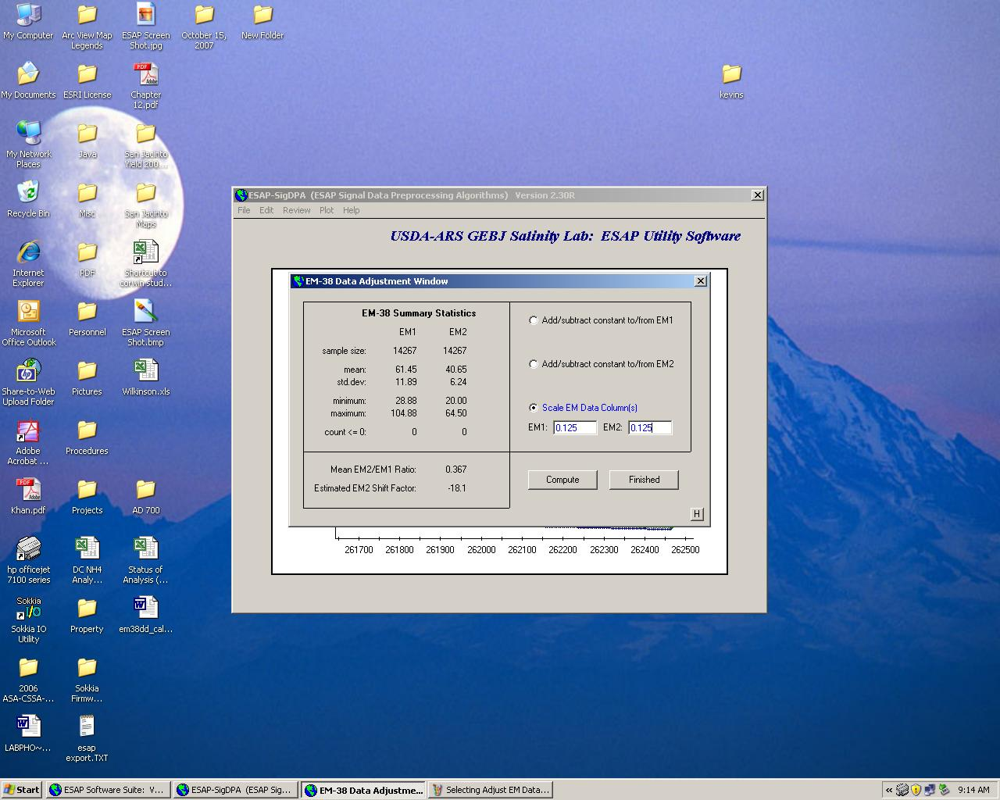 My Computer
Arc View Map
Legends
ESAP Screen
Shot.jpg
October 15,
2007
New Folder
My Documents
ESRI License
Chapter
12.pdf
kevins
My Network
Places
Java
San Jacinto
Yield 200...
Recycle Bin
Misc
San Jacinto
Maps
Internet
Explorer
PDF
Shortcut to
corwin stud...
Microsoft
Office Outlook
Personnel
ESAP Screen
Shot.bmp
Share-to-Web
Upload Folder
Pictures
Wilkinson.xls
Adobe
Acrobat ...
Procedures
Khan.pdf
Projects
AD 700
hp officejet
7100 series
DC NH4
Analy...
Status of
Analysis (...
Sokkia
I/O
Sokkia IO
Utility
Property
em38dd_cal...
2006
ASA-CSSA-...
Sokkia
Firmw...
LABPHO~...
esap
export.TXT
ESAP-SigDPA (ESAP Signal Data Preprocessing Algorithms) Version 2.30R
File Edit Review Plot Help
USDA-ARS GEBJ Salinity Lab: ESAP Utility Software
EM-38 Data Adjustment Window
EM-38 Summary Statistics
EM1 EM2
sample size: 14267 14267
mean: 61.45 40.65
std.dev: 11.89 6.24
minimum: 28.88 20.00
maximum: 104.88 64.50
count <= 0: 0 0
Mean EM2/EM1 Ratio: 0.367
Estimated EM2 Shift Factor: -18.1
Add/subtract constant to/from EM1
Add/subtract constant to/from EM2
Scale EM Data Column(s)
EM1: 0.125 EM2: 0.125
Compute Finished
H
261700 261800 261900 262000 262100 262200 262300 262400 262500
Start ESAP Software Suite: V... ESAP-SigDPA (ESAP Sig... EM-38 Data Adjustme... Selecting Adjust EM Data... « 9:14 AM